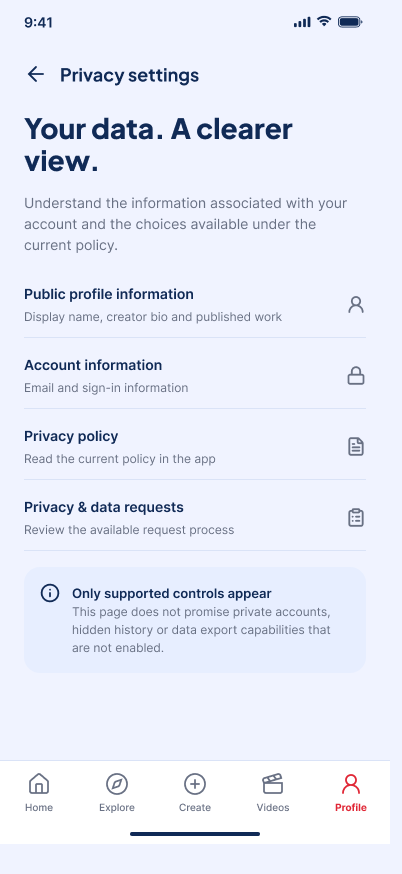 9:41
Privacy settings
Your data. A clearer
view.
Understand the information associated with your
account and the choices available under the
current policy.
Public profile information
Display name, creator bio and published work
Account information
Email and sign-in information
Privacy policy
Read the current policy in the app
Privacy & data requests
Review the available request process
Only supported controls appear
This page does not promise private accounts,
hidden history or data export capabilities that
are not enabled.
Home Explore Create Videos Profile